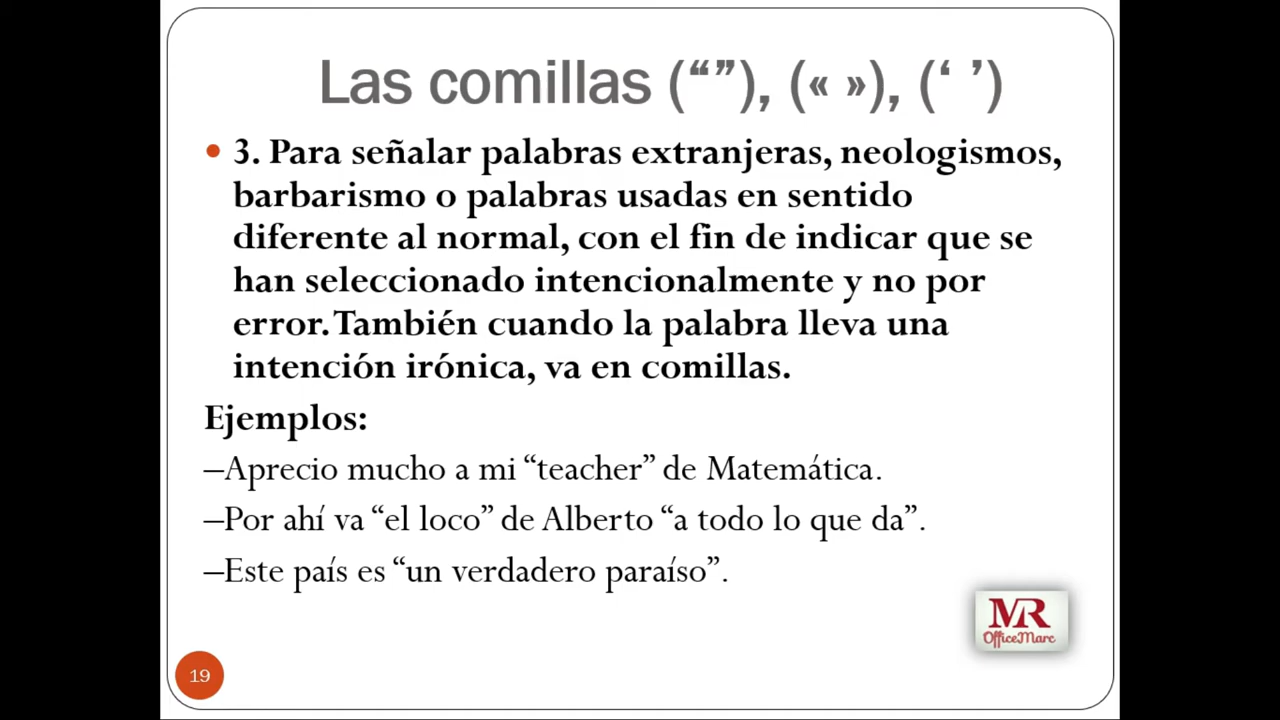 Las comillas (“”), (« »), (‘ ’)
• 3. Para señalar palabras extranjeras, neologismos,
barbarismo o palabras usadas en sentido
diferente al normal, con el fin de indicar que se
han seleccionado intencionalmente y no por
error. También cuando la palabra lleva una
intención irónica, va en comillas.
Ejemplos:
–Aprecio mucho a mi “teacher” de Matemática.
–Por ahí va “el loco” de Alberto “a todo lo que da”.
–Este país es “un verdadero paraíso”.
MR
OfficeMarc
19